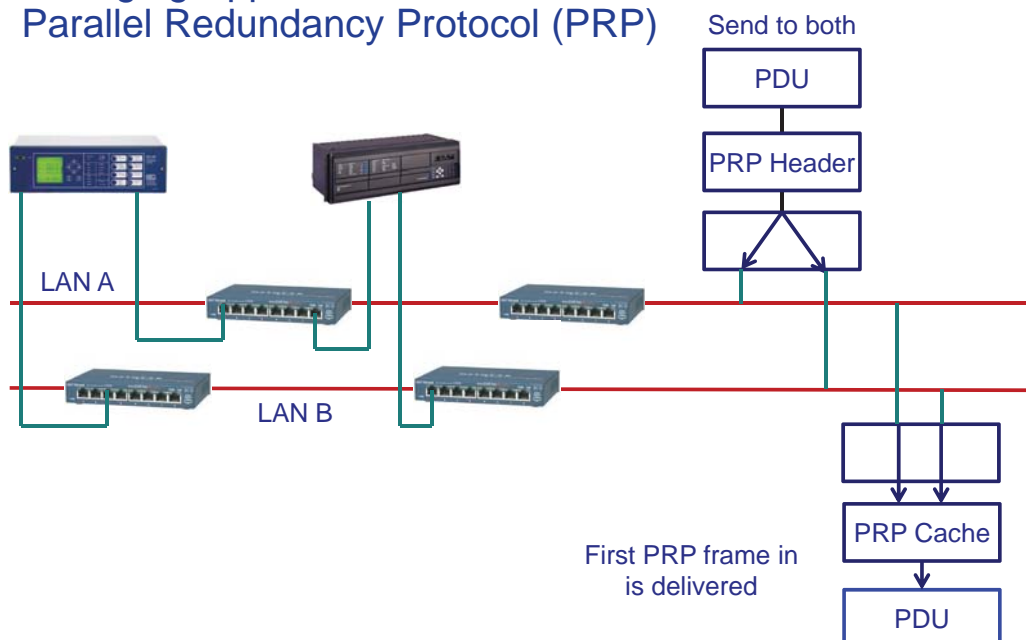 Parallel Redundancy Protocol (PRP)
Send to both
PDU
PRP Header
LAN A
LAN B
PRP Cache
First PRP frame in
is delivered
PDU